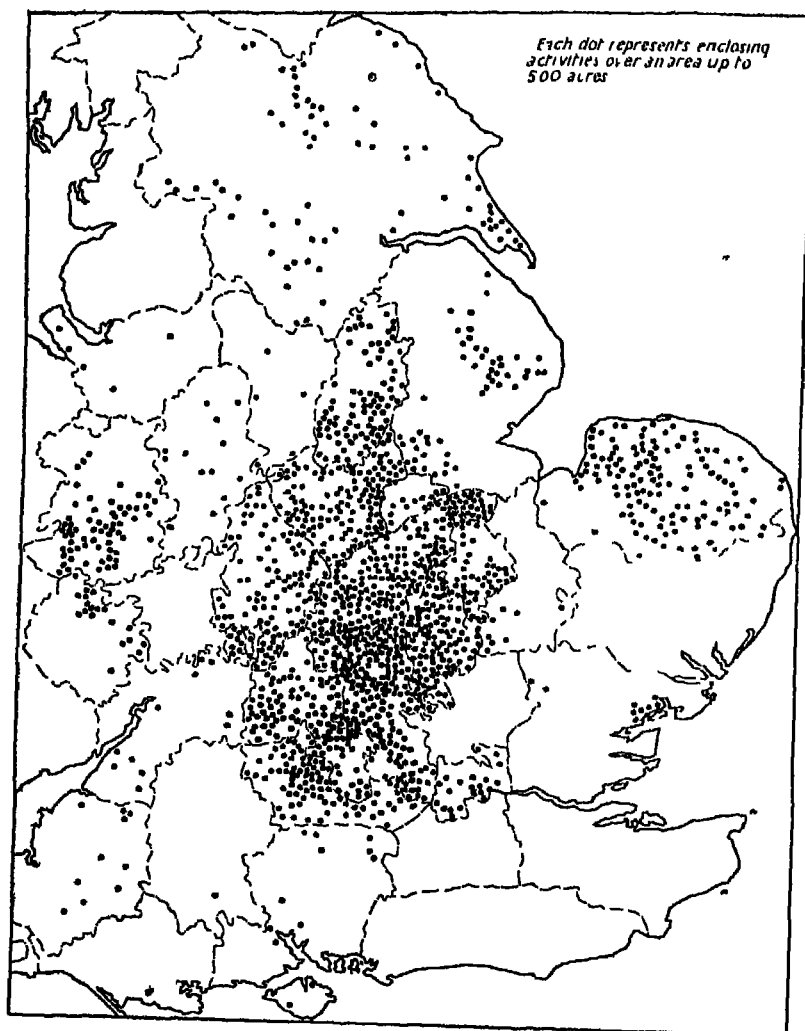 Each dot represents enclosing
activities over an area up to
500 acres